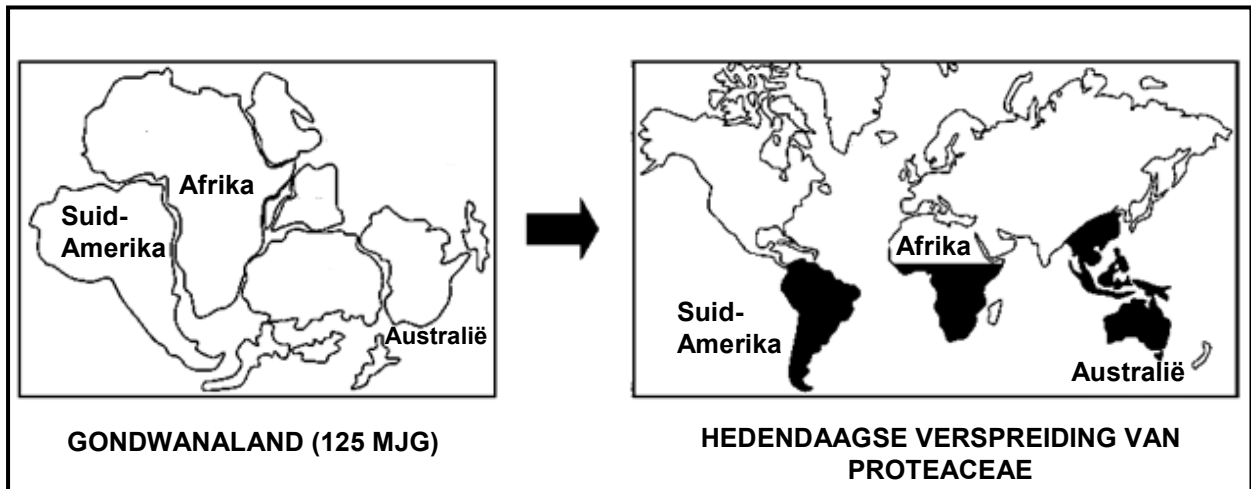 Afrika
Suid-
Amerika
Australië
GONDWANALAND (125 MJG)
Afrika
Suid-
Amerika
Australië
HEDENDAAGSE VERSPREIDING VAN
PROTEACEAE